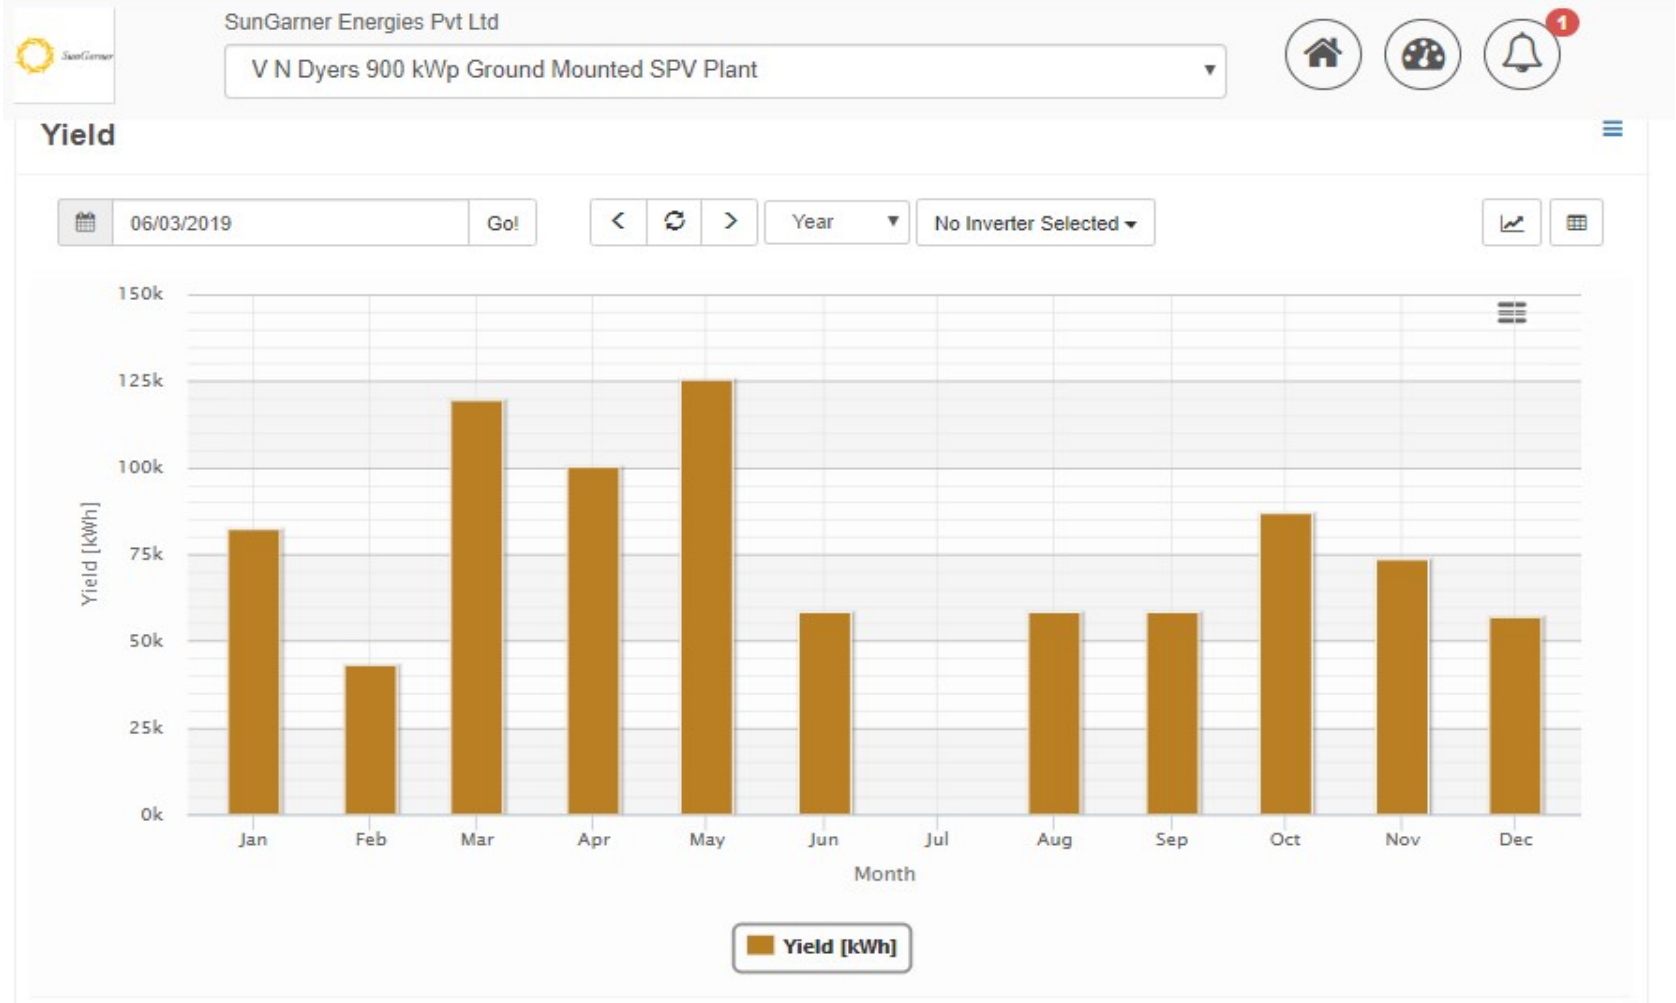 SunGarner Energies Pvt Ltd
SunGarner
V N Dyers 900 kWp Ground Mounted SPV Plant
1
Yield
06/03/2019 Go! Year No Inverter Selected
150k
125k
100k
75k
50k
25k
0k
Yield [kWh]
Jan Feb Mar Apr May Jun Jul Aug Sep Oct Nov Dec
Month
Yield [kWh]